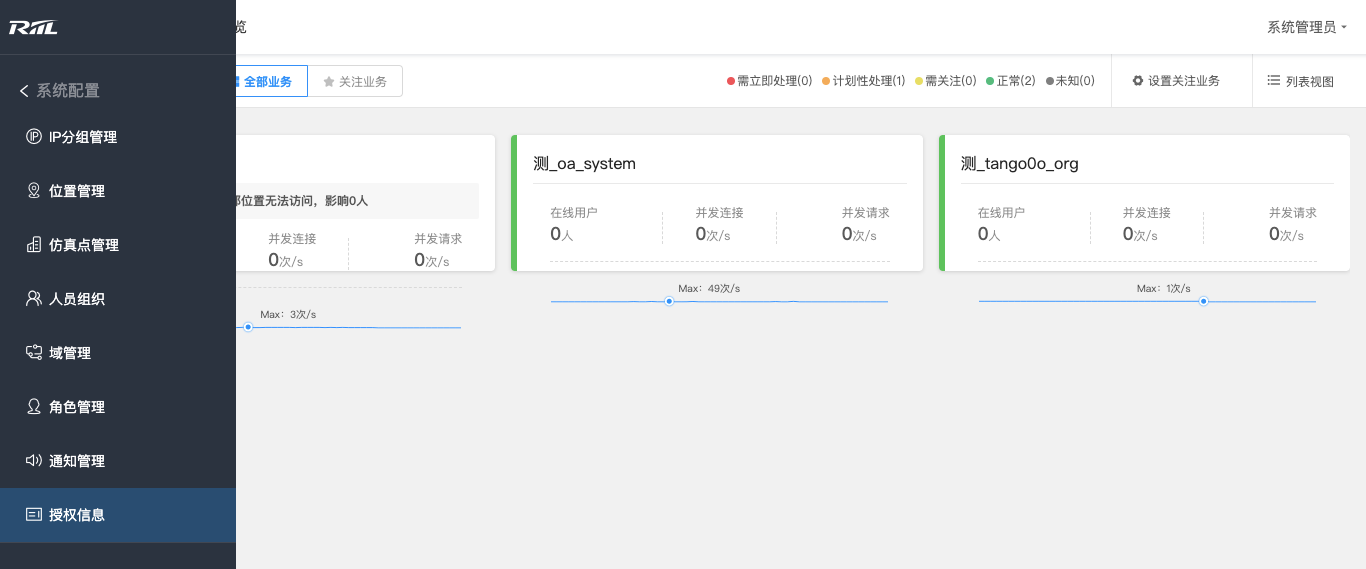 RIIL
览
系统管理员
系统配置
全部业务
关注业务
需立即处理(0)
计划性处理(1)
需关注(0)
正常(2)
未知(0)
设置关注业务
列表视图
IP分组管理
位置管理
仿真点管理
人员组织
域管理
角色管理
通知管理
授权信息
位置无法访问，影响0人
并发连接
并发请求
0次/s
0次/s
Max：3次/s
测_oa_system
在线用户
并发连接
并发请求
0人
0次/s
0次/s
Max：49次/s
测_tango0o_org
在线用户
并发连接
并发请求
0人
0次/s
0次/s
Max：1次/s